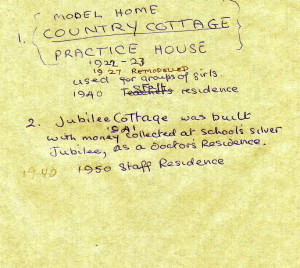 MODEL HOME
1. COUNTRY COTTAGE
PRACTICE HOUSE
1922-23
1927 REMODELLED
used for groups of girls.
STAFF
1940 Teachers residence
2. Jubilee Cottage was built
1941
with money collected at school's silver
Jubilee, as a Doctors Residence.
1940 1950 Staff Residence